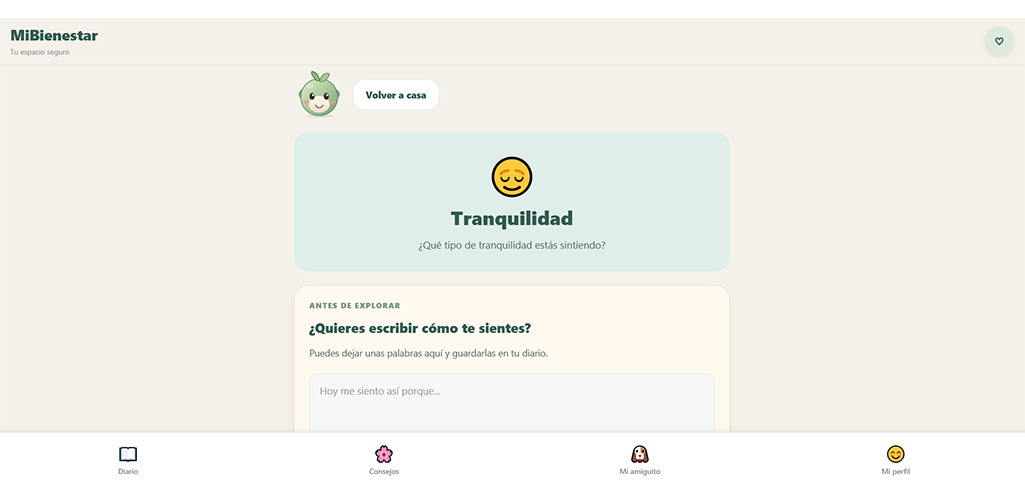 MiBienestar
Tu espacio seguro
Volver a casa
Tranquilidad
¿Qué tipo de tranquilidad estás sintiendo?
ANTES DE EXPLORAR
¿Quieres escribir cómo te sientes?
Puedes dejar unas palabras aquí y guardarlas en tu diario.
Hoy me siento así porque...
Diario
Consejos
Mi amiguito
Mi perfil